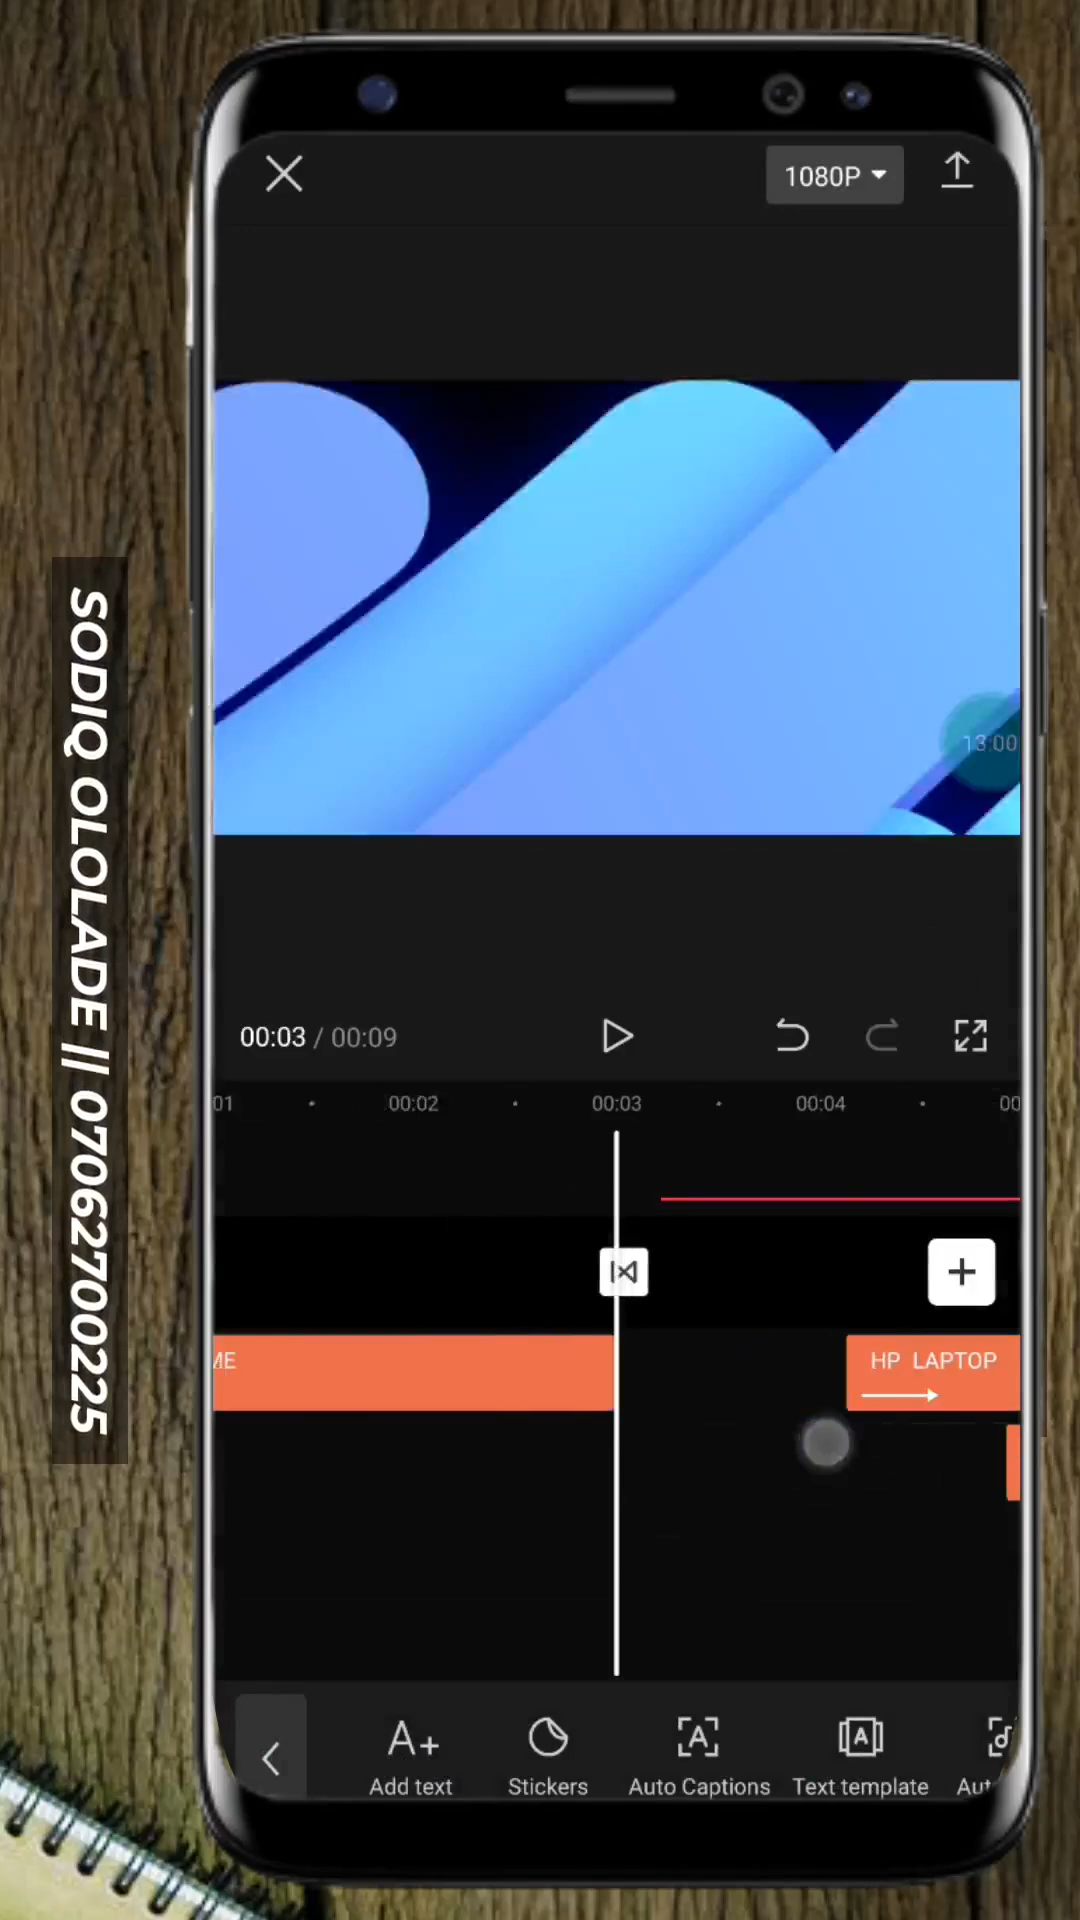 SODIQ OLOLADE || 07062700225
1080P
13:00
00:03 / 00:09
01 00:02 00:03 00:04 00
ME
HP LAPTOP
Add text Stickers Auto Captions Text template Aut